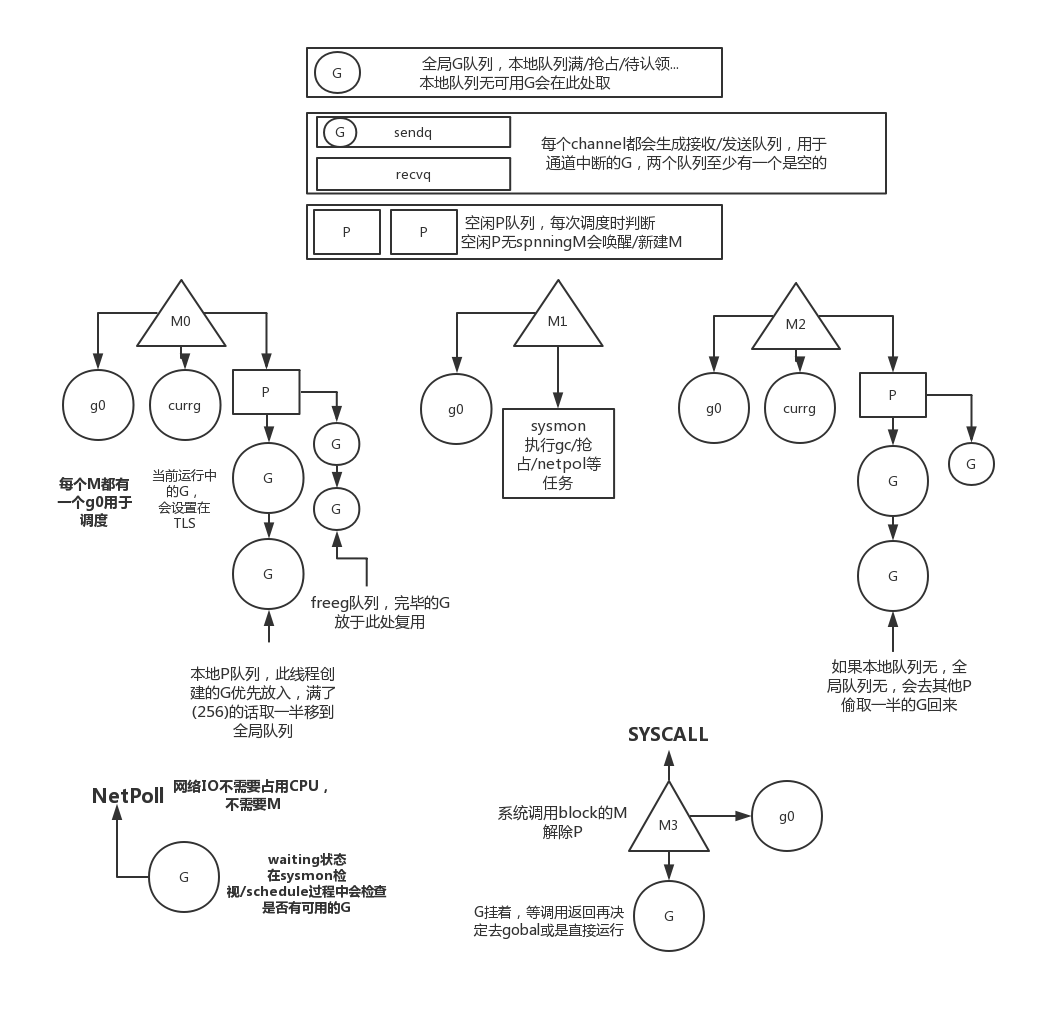 G
全局G队列，本地队列满/抢占/待认领...
本地队列无可用G会在此处取
G
sendq
recvq
每个channel都会生成接收/发送队列，用于
通道中断的G，两个队列至少有一个是空的
P
P
空闲P队列，每次调度时判断
空闲P无spnningM会唤醒/新建M
M0
g0
currg
P
G
G
G
G
每个M都有
一个g0用于
调度
当前运行中
的G，
会设置在
TLS
freeg队列，完毕的G
放于此处复用
本地P队列，此线程创
建的G优先放入，满了
(256)的话取一半移到
全局队列
M1
g0
sysmon
执行gc/抢
占/netpol等
任务
M2
g0
currg
P
G
G
G
如果本地队列无，全
局队列无，会去其他P
偷取一半的G回来
NetPoll
网络IO不需要占用CPU，
不需要M
G
waiting状态
在sysmon检
视/schedule过程中会检查
是否有可用的G
SYSCALL
系统调用block的M
解除P
M3
g0
G挂着，等调用返回再决
定去gobal或是直接运行
G